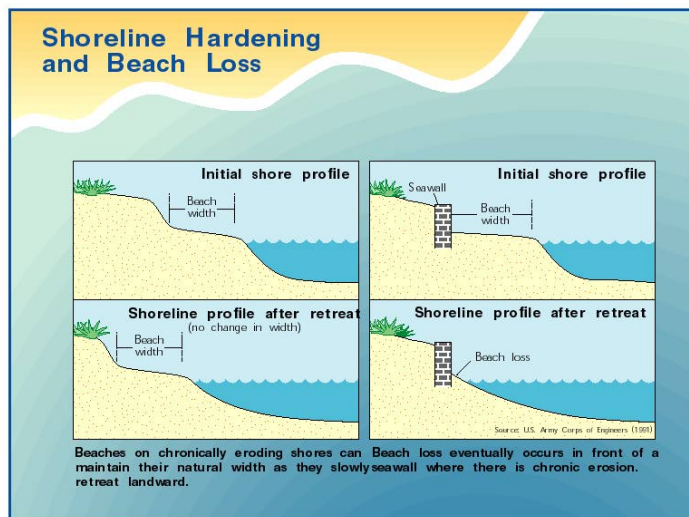 Shoreline Hardening
and Beach Loss
Initial shore profile
Beach
width
Shoreline profile after retreat
(no change in width)
Beach
width
Beaches on chronically eroding shores can
maintain their natural width as they slowly
retreat landward.
Initial shore profile
Seawall
Beach
width
Shoreline profile after retreat
Beach loss
Source: U.S. Army Corps of Engineers (1991)
Beach loss eventually occurs in front of a
seawall where there is chronic erosion.